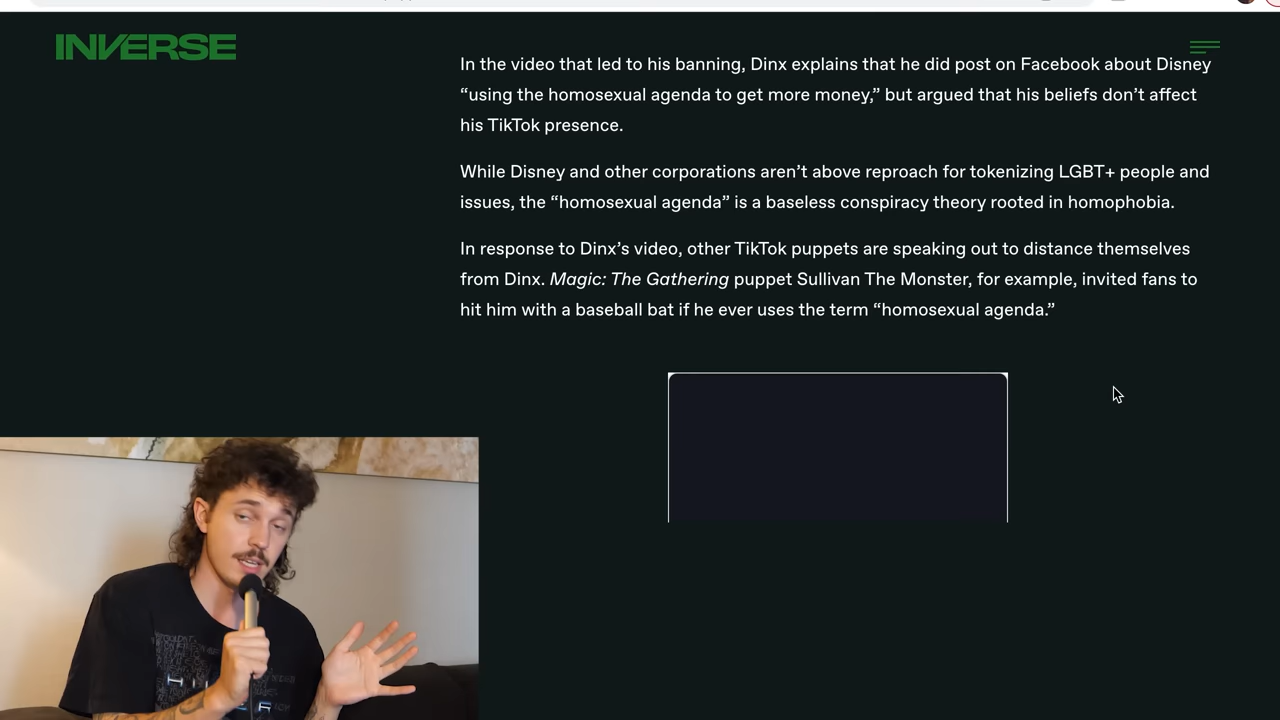 INVERSE
In the video that led to his banning, Dinx explains that he did post on Facebook about Disney
“using the homosexual agenda to get more money,” but argued that his beliefs don’t affect
his TikTok presence.
While Disney and other corporations aren’t above reproach for tokenizing LGBT+ people and
issues, the “homosexual agenda” is a baseless conspiracy theory rooted in homophobia.
In response to Dinx’s video, other TikTok puppets are speaking out to distance themselves
from Dinx. Magic: The Gathering puppet Sullivan The Monster, for example, invited fans to
hit him with a baseball bat if he ever uses the term “homosexual agenda.”